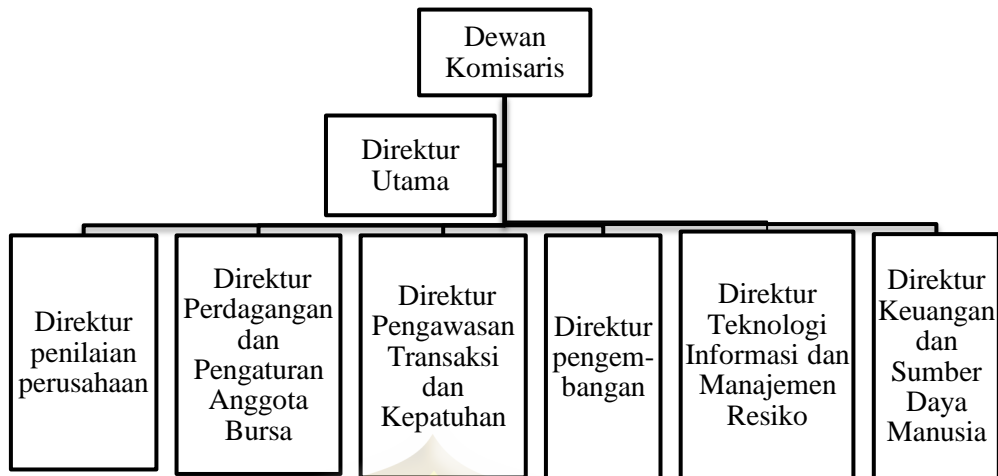 Dewan
Komisaris
Direktur
Utama
Direktur
penilaian
perusahaan
Direktur
Perdagangan
dan
Pengaturan
Anggota
Bursa
Direktur
Pengawasan
Transaksi
dan
Kepatuhan
Direktur
pengem-
bangan
Direktur
Teknologi
Informasi dan
Manajemen
Resiko
Direktur
Keuangan
dan
Sumber
Daya
Manusia